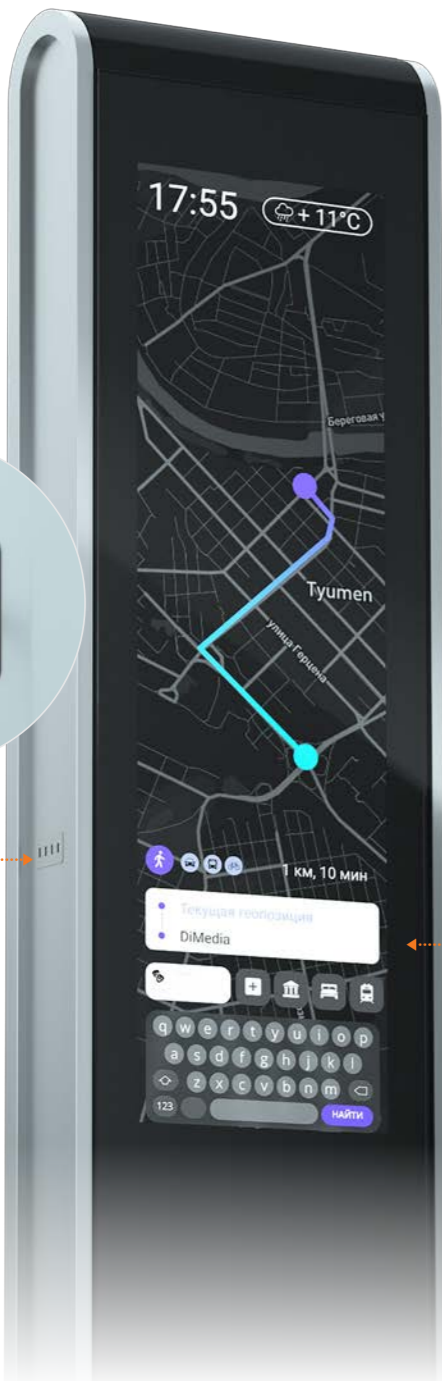 17:55
+ 11°C
Береговая у
Tyumen
улица Герцена
1 км, 10 мин
Текущая геопозиция
DiMedia
q w e r t y u i o p
a s d f g h j k l
z x c v b n m
123
НАЙТИ